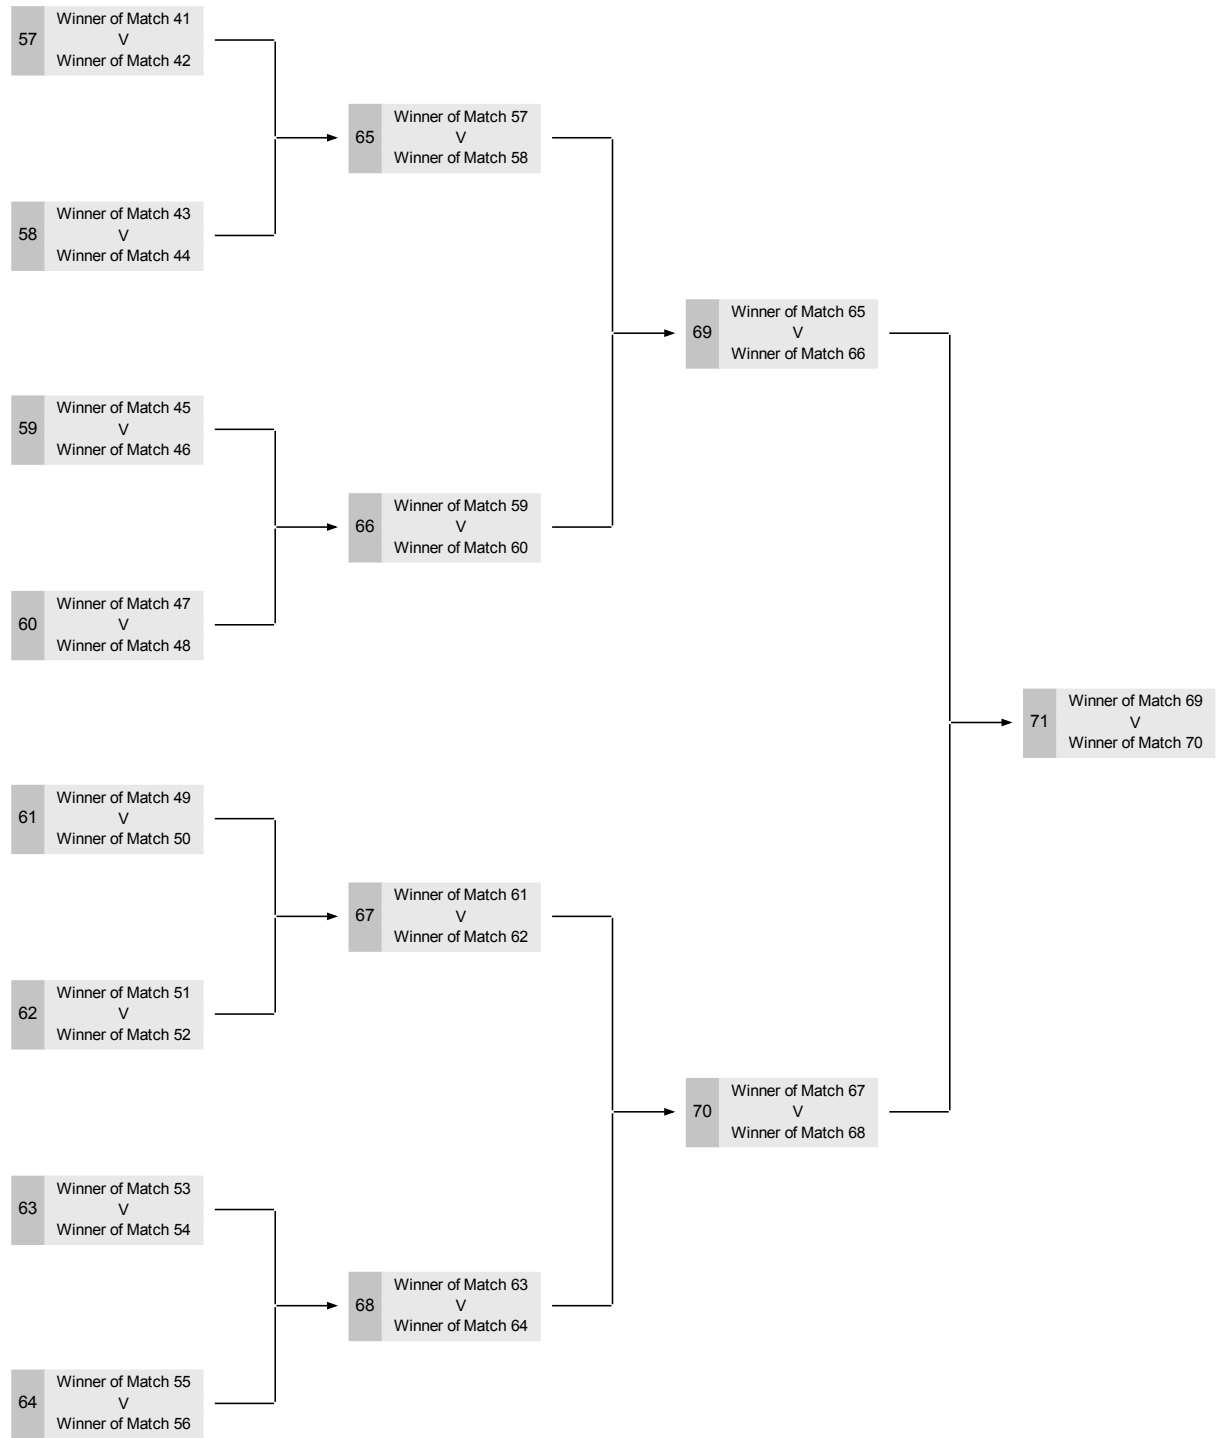 57
Winner of Match 41
V
Winner of Match 42
58
Winner of Match 43
V
Winner of Match 44
59
Winner of Match 45
V
Winner of Match 46
60
Winner of Match 47
V
Winner of Match 48
61
Winner of Match 49
V
Winner of Match 50
62
Winner of Match 51
V
Winner of Match 52
63
Winner of Match 53
V
Winner of Match 54
64
Winner of Match 55
V
Winner of Match 56
65
Winner of Match 57
V
Winner of Match 58
66
Winner of Match 59
V
Winner of Match 60
67
Winner of Match 61
V
Winner of Match 62
68
Winner of Match 63
V
Winner of Match 64
69
Winner of Match 65
V
Winner of Match 66
70
Winner of Match 67
V
Winner of Match 68
71
Winner of Match 69
V
Winner of Match 70